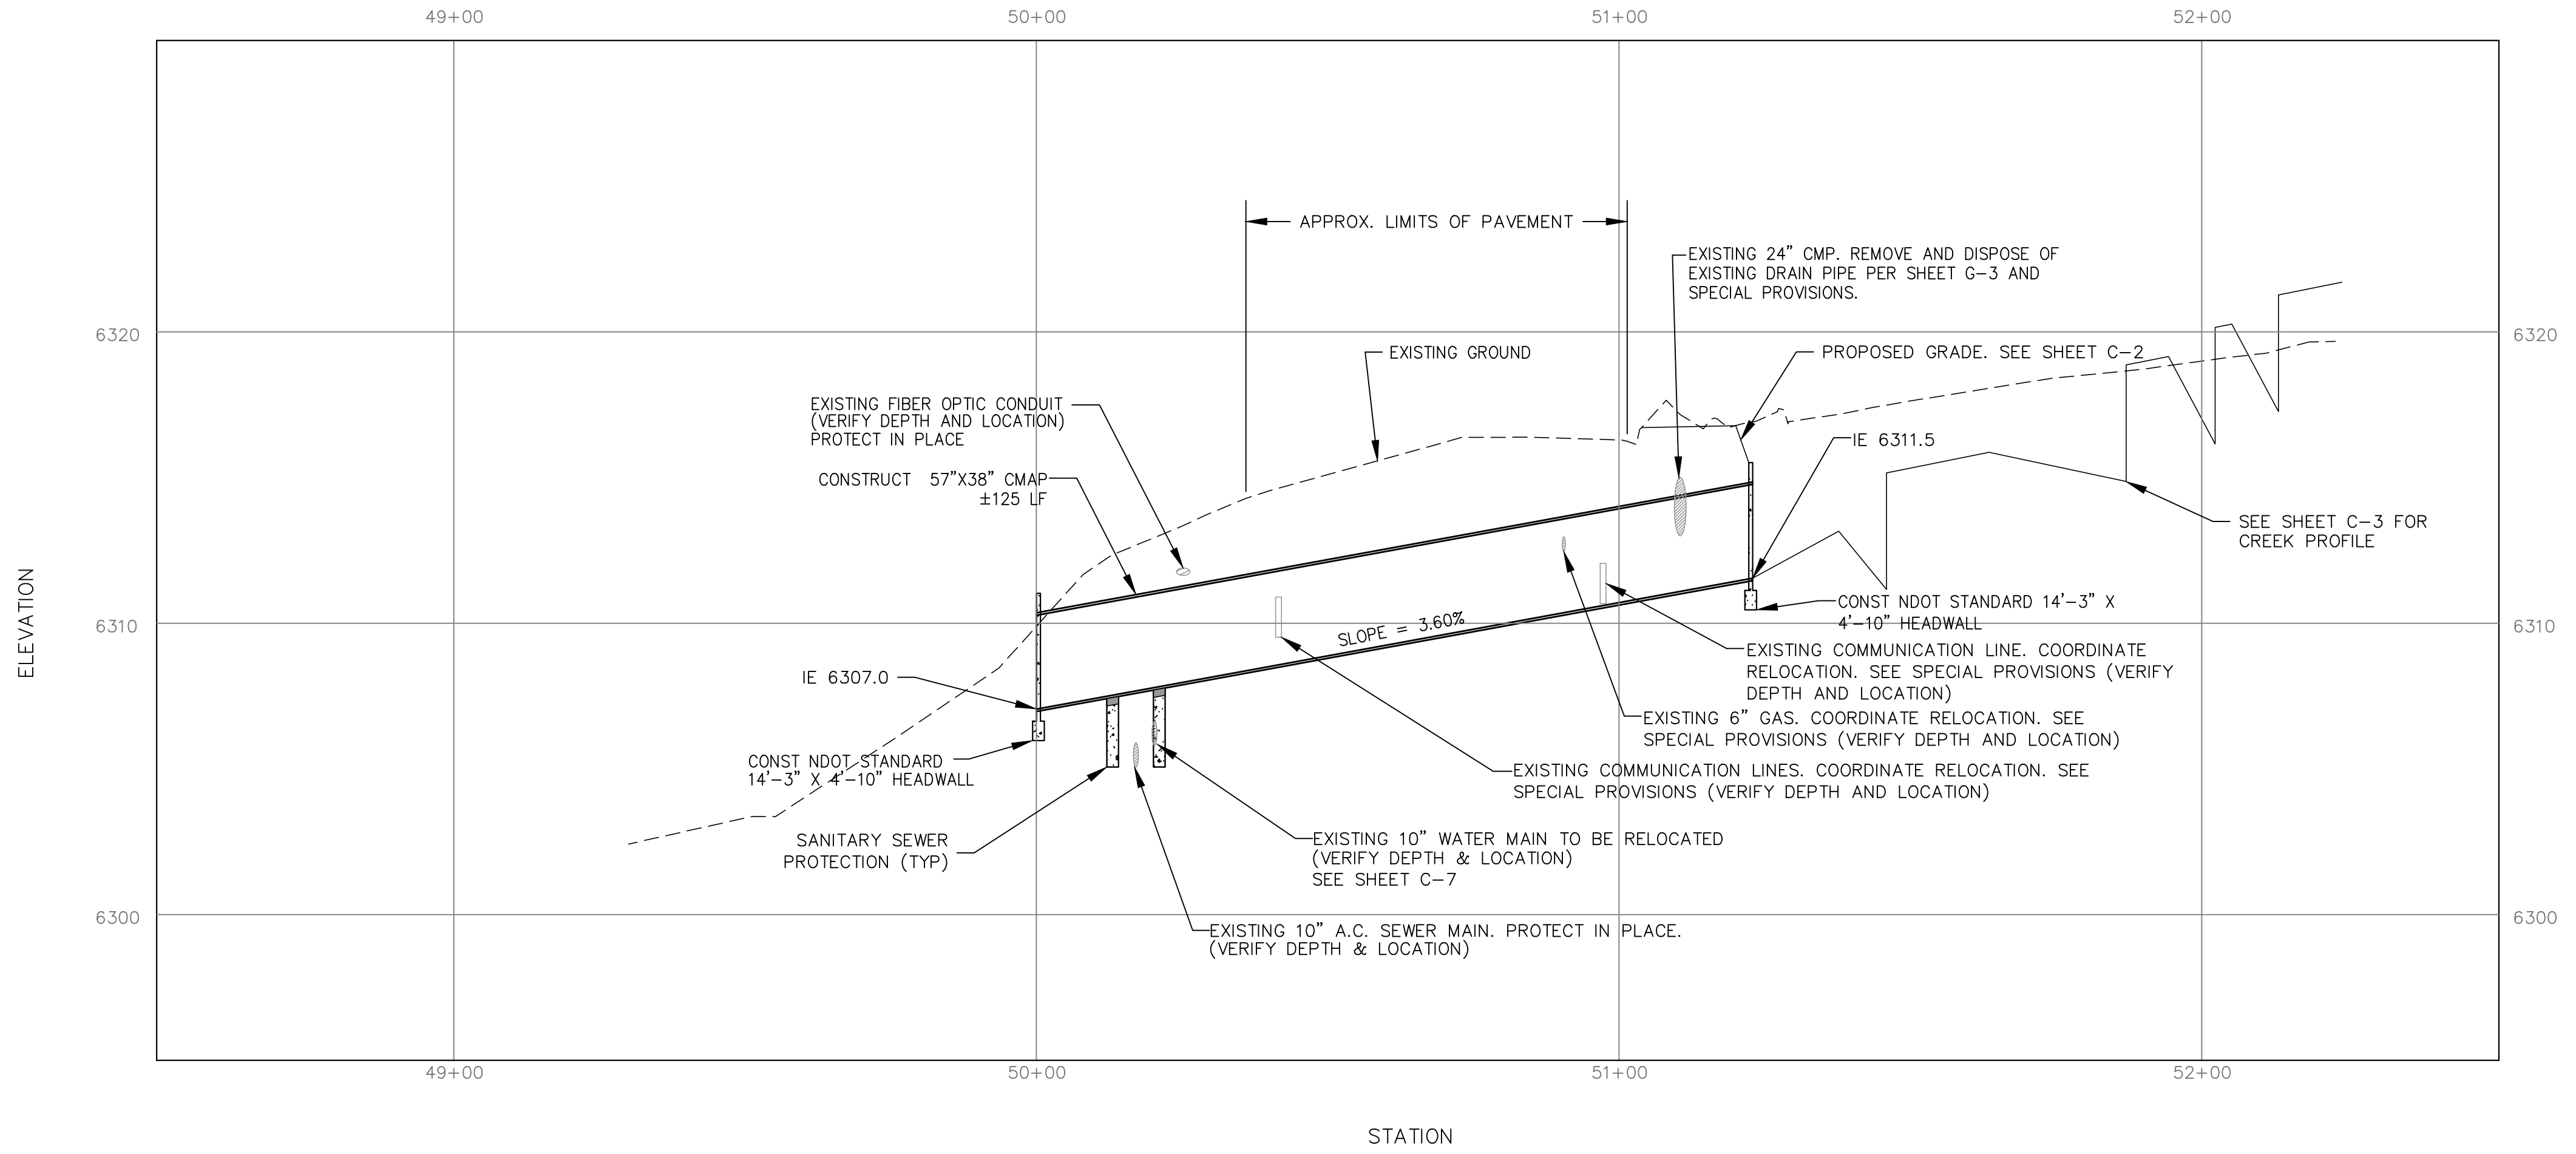 49+00
50+00
51+00
52+00
APPROX. LIMITS OF PAVEMENT
EXISTING 24" CMP. REMOVE AND DISPOSE OF
EXISTING DRAIN PIPE PER SHEET G-3 AND
SPECIAL PROVISIONS.
6320
6320
EXISTING GROUND
PROPOSED GRADE. SEE SHEET C-2
EXISTING FIBER OPTIC CONDUIT
(VERIFY DEPTH AND LOCATION)
PROTECT IN PLACE
IE 6311.5
CONSTRUCT 57"X38" CMAP
±125 LF
SEE SHEET C-3 FOR
CREEK PROFILE
ELEVATION
CONST NDOT STANDARD 14'-3" X
4'-10" HEADWALL
6310
6310
SLOPE = 3.60%
EXISTING COMMUNICATION LINE. COORDINATE
RELOCATION. SEE SPECIAL PROVISIONS (VERIFY
DEPTH AND LOCATION)
IE 6307.0
EXISTING 6" GAS. COORDINATE RELOCATION. SEE
SPECIAL PROVISIONS (VERIFY DEPTH AND LOCATION)
CONST NDOT STANDARD
14'-3" X 4'-10" HEADWALL
EXISTING COMMUNICATION LINES. COORDINATE RELOCATION. SEE
SPECIAL PROVISIONS (VERIFY DEPTH AND LOCATION)
SANITARY SEWER
PROTECTION (TYP)
EXISTING 10" WATER MAIN TO BE RELOCATED
(VERIFY DEPTH & LOCATION)
SEE SHEET C-7
6300
6300
EXISTING 10" A.C. SEWER MAIN. PROTECT IN PLACE.
(VERIFY DEPTH & LOCATION)
49+00
50+00
51+00
52+00
STATION